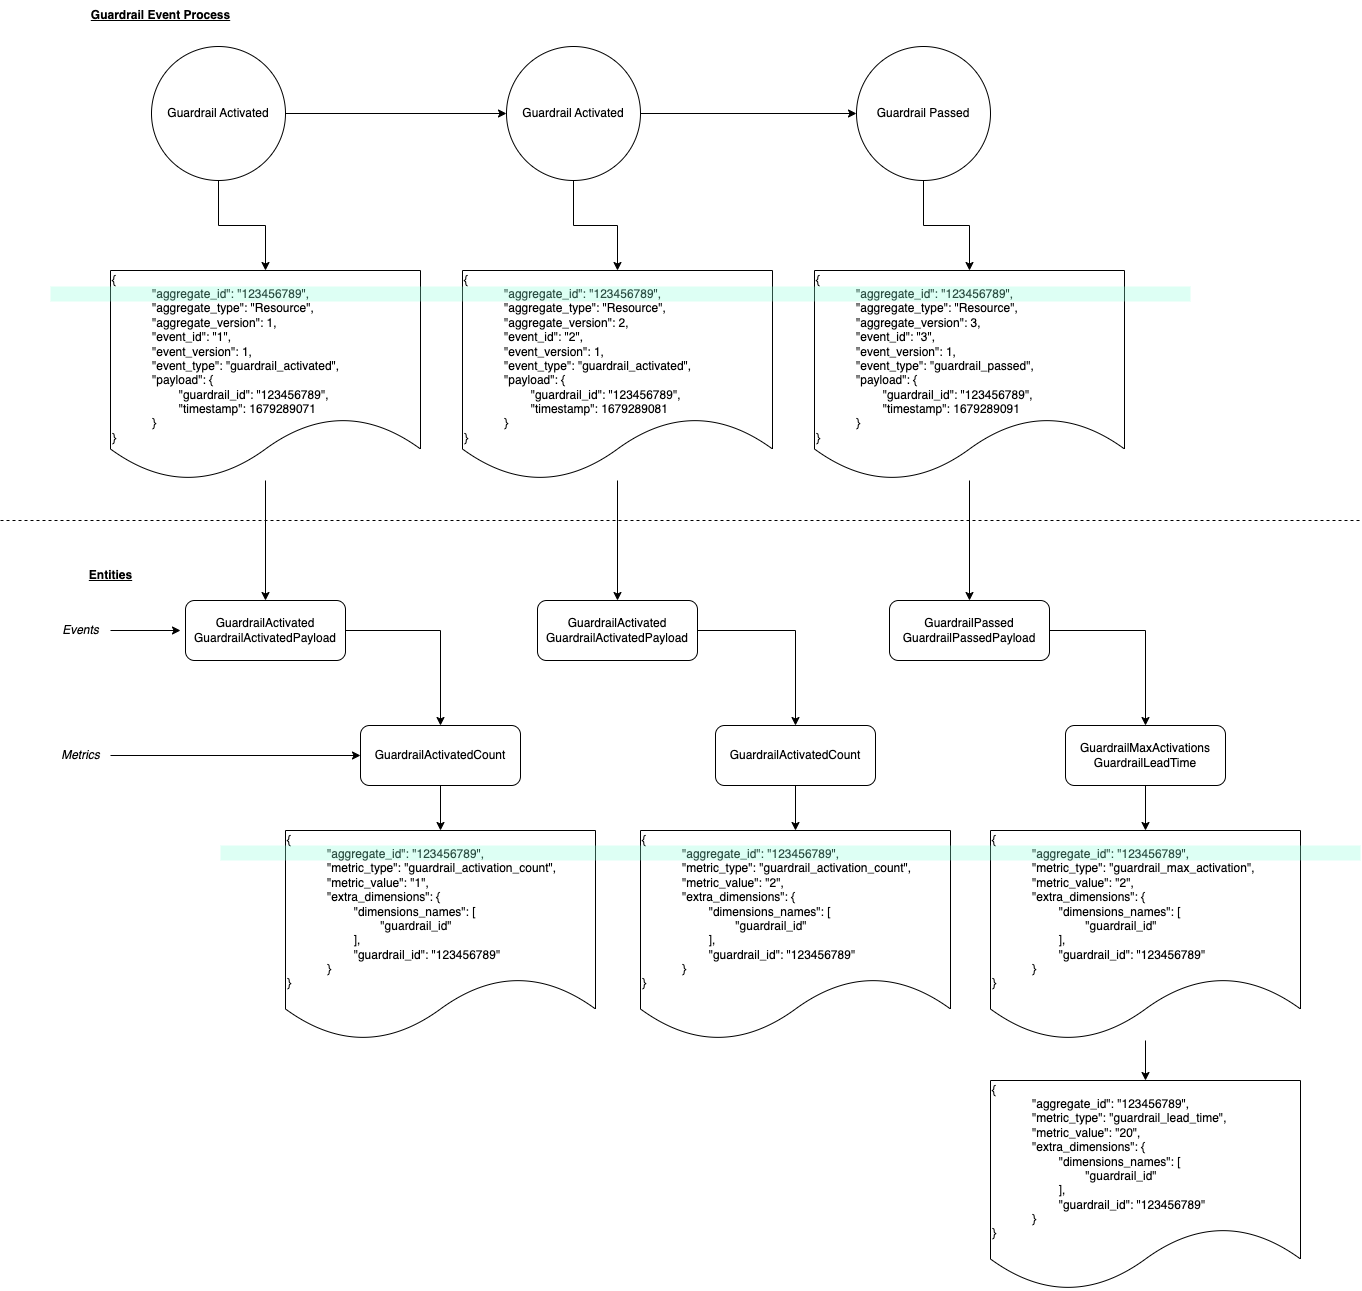 Guardrail Event Process
Guardrail Activated
Guardrail Activated
Guardrail Passed
{
"aggregate_id": "123456789",
"aggregate_type": "Resource",
"aggregate_version": 1,
"event_id": "1",
"event_version": 1,
"event_type": "guardrail_activated",
"payload": {
"guardrail_id": "123456789",
"timestamp": 1679289071
}
}
{
"aggregate_id": "123456789",
"aggregate_type": "Resource",
"aggregate_version": 2,
"event_id": "2",
"event_version": 1,
"event_type": "guardrail_activated",
"payload": {
"guardrail_id": "123456789",
"timestamp": 1679289081
}
}
{
"aggregate_id": "123456789",
"aggregate_type": "Resource",
"aggregate_version": 3,
"event_id": "3",
"event_version": 1,
"event_type": "guardrail_passed",
"payload": {
"guardrail_id": "123456789",
"timestamp": 1679289091
}
}
Entities
Events
GuardrailActivated
GuardrailActivatedPayload
GuardrailActivated
GuardrailActivatedPayload
GuardrailPassed
GuardrailPassedPayload
Metrics
GuardrailActivatedCount
GuardrailActivatedCount
GuardrailMaxActivations
GuardrailLeadTime
{
"aggregate_id": "123456789",
"metric_type": "guardrail_activation_count",
"metric_value": "1",
"extra_dimensions": {
"dimensions_names": [
"guardrail_id"
],
"guardrail_id": "123456789"
}
}
{
"aggregate_id": "123456789",
"metric_type": "guardrail_activation_count",
"metric_value": "2",
"extra_dimensions": {
"dimensions_names": [
"guardrail_id"
],
"guardrail_id": "123456789"
}
}
{
"aggregate_id": "123456789",
"metric_type": "guardrail_max_activation",
"metric_value": "2",
"extra_dimensions": {
"dimensions_names": [
"guardrail_id"
],
"guardrail_id": "123456789"
}
}
{
"aggregate_id": "123456789",
"metric_type": "guardrail_lead_time",
"metric_value": "20",
"extra_dimensions": {
"dimensions_names": [
"guardrail_id"
],
"guardrail_id": "123456789"
}
}